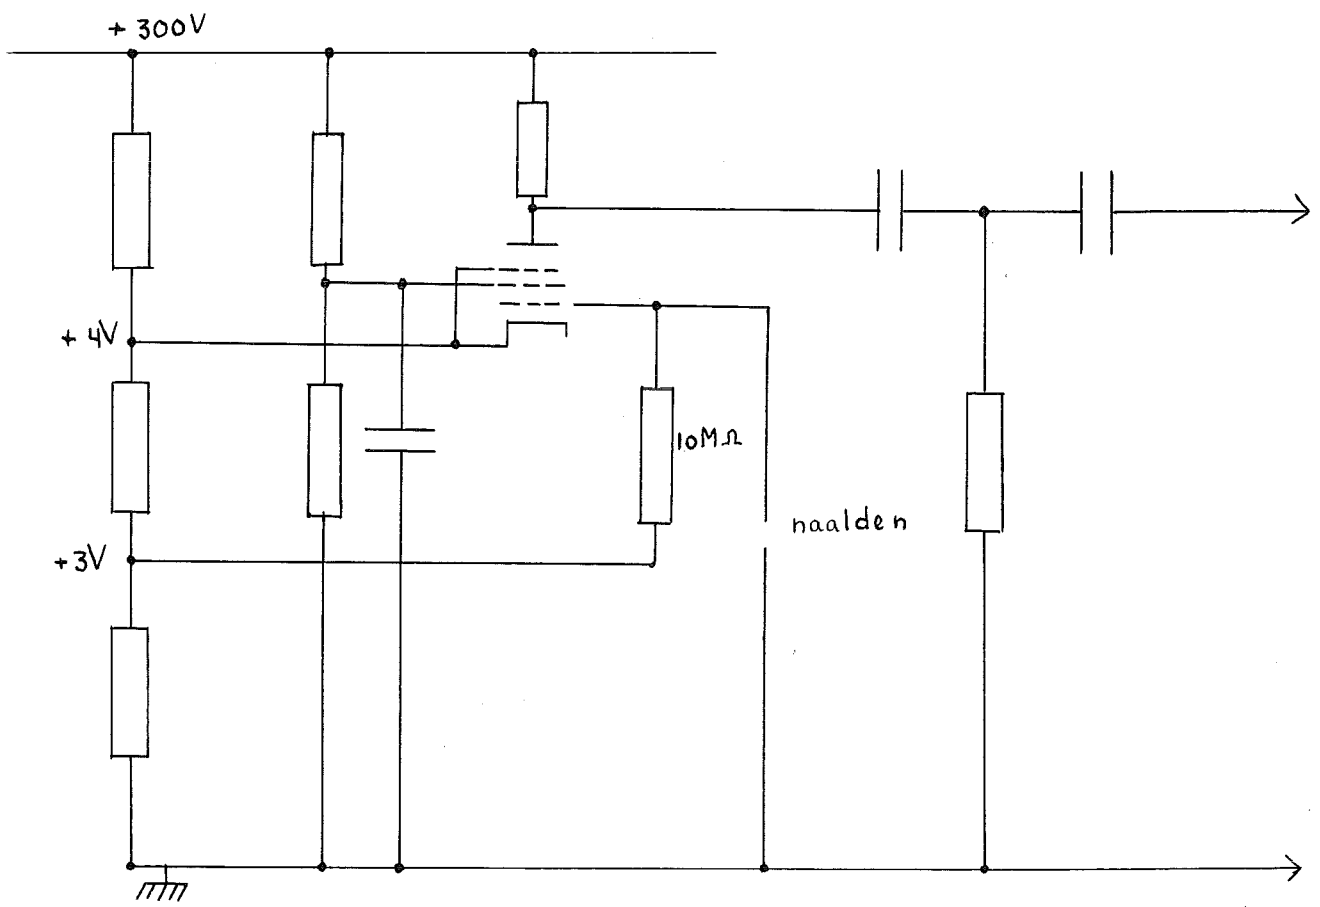 + 300V
+ 4V
10MΩ
naalden
+3V